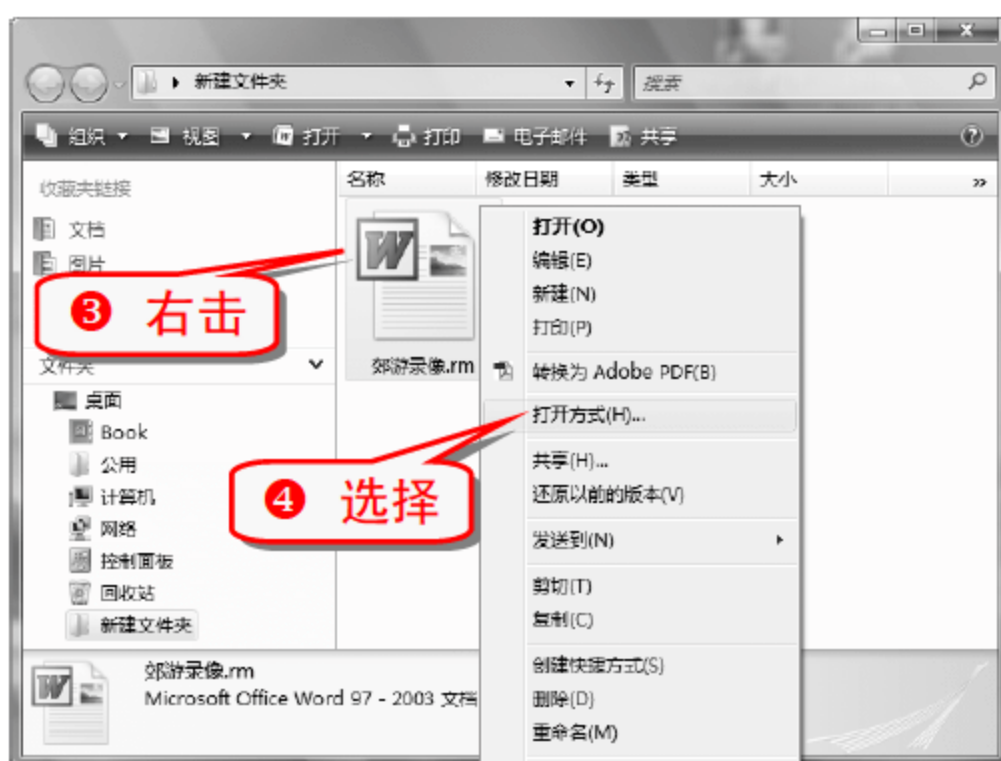 新建文件夹
搜索
组织 视图 打开 打印 电子邮件 共享
收藏夹链接
名称 修改日期 类型 大小 »
文档
图片
❸ 右击
文件夹
桌面
Book
公用
计算机
网络
控制面板
回收站
新建文件夹
郊游录像.rm
打开(O)
编辑(E)
新建(N)
打印(P)
转换为 Adobe PDF(B)
打开方式(H)...
❹ 选择
共享(H)...
还原以前的版本(V)
发送到(N)
剪切(T)
复制(C)
创建快捷方式(S)
删除(D)
重命名(M)
郊游录像.rm
Microsoft Office Word 97 - 2003 文档